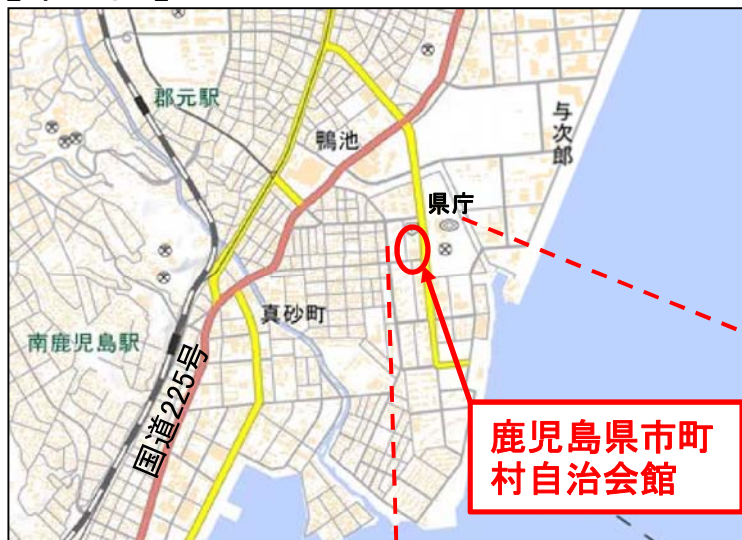 郡元駅
鴨池
与次郎
県庁
真砂町
南鹿児島駅
国道225号
鹿児島県市町
村自治会館